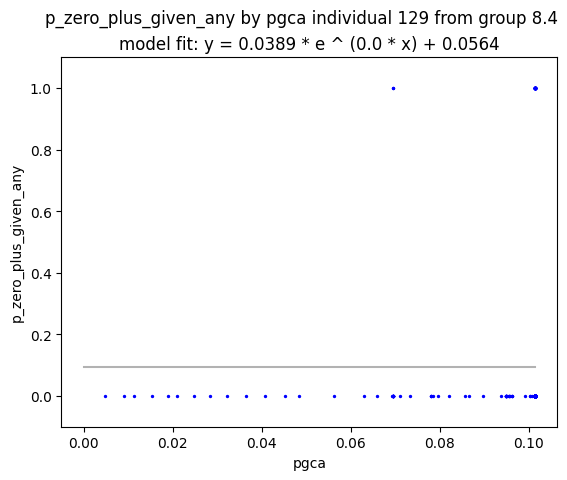 p_zero_plus_given_any by pgca individual 129 from group 8.4
model fit: y = 0.0389 * e ^ (0.0 * x) + 0.0564
1.0
0.8
0.6
0.4
0.2
0.0
p_zero_plus_given_any
0.00 0.02 0.04 0.06 0.08 0.10
pgca